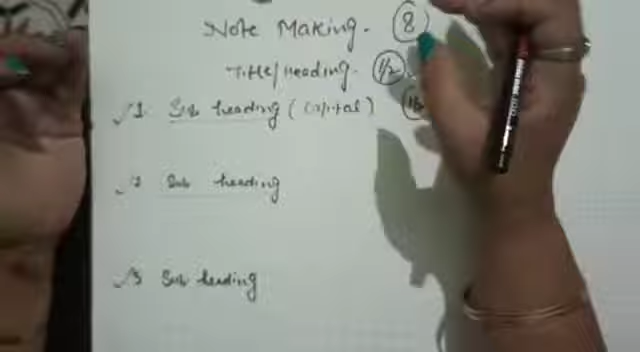 Note Making. 8
Title/Heading. 1/2
1. Sub heading (Capital)
2 Sub heading
3 Sub heading